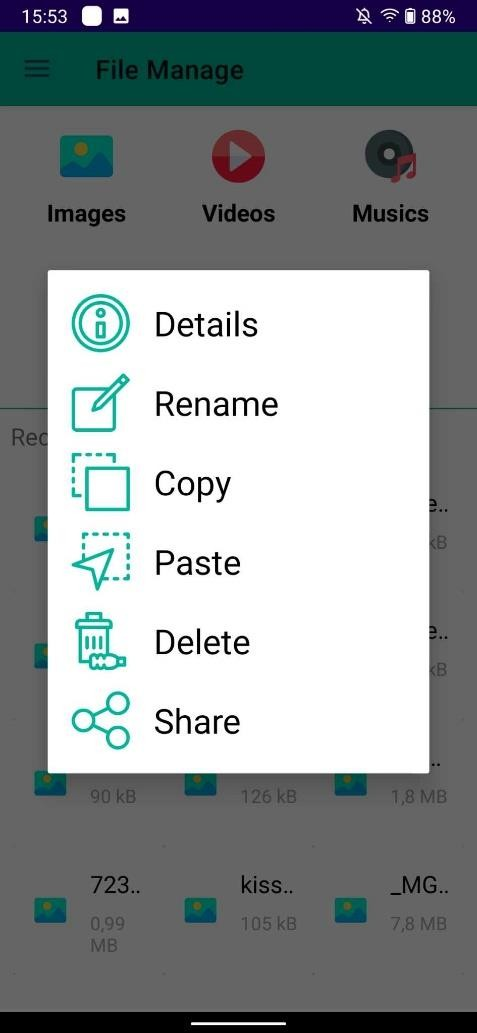 15:53 88%
File Manage
Images Videos Musics
Details
Rec
Rename
Copy
e..
kB
Paste
Delete
e..
kB
Share
..
90 kB 126 kB 1,8 MB
723.. kiss.. _MG..
0,99 105 kB 7,8 MB
MB